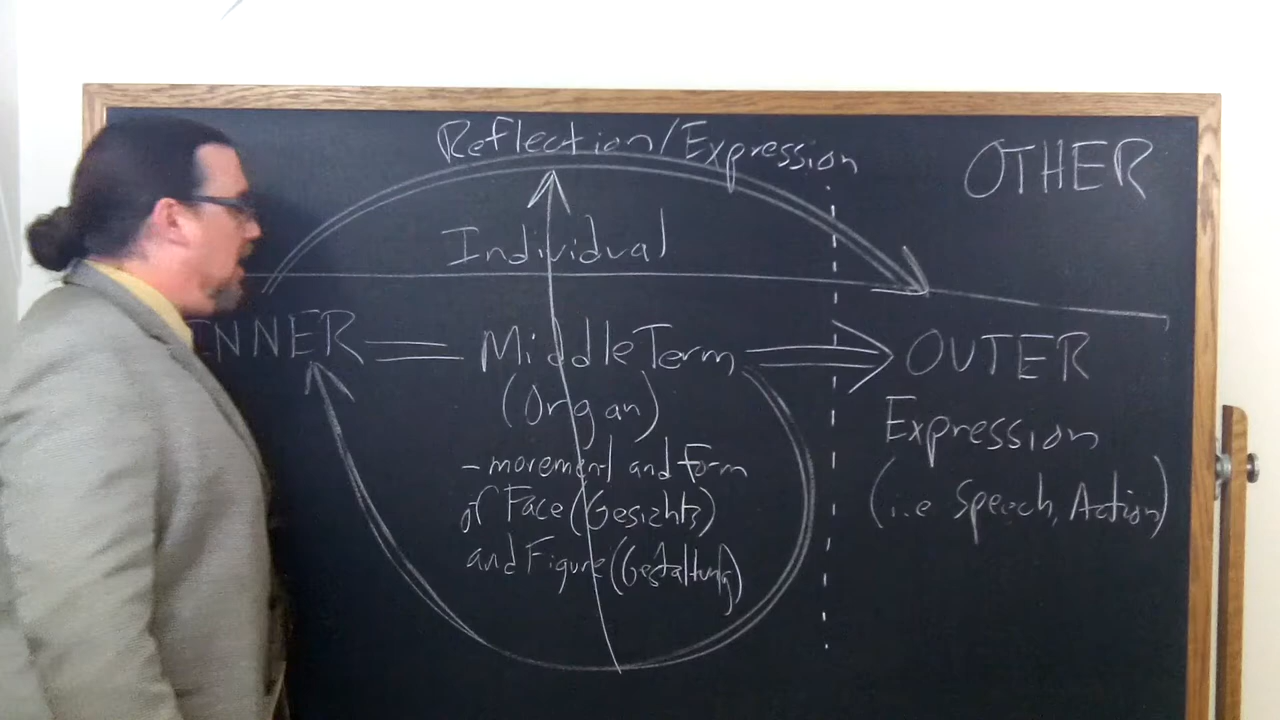 Reflection/Expression
OTHER
Individual
INNER
Middle Term
OUTER
(Organ)
Expression
(i.e Speech, Action)
- movement and form
of Face (Gesichts)
and Figure (Gestaltung)